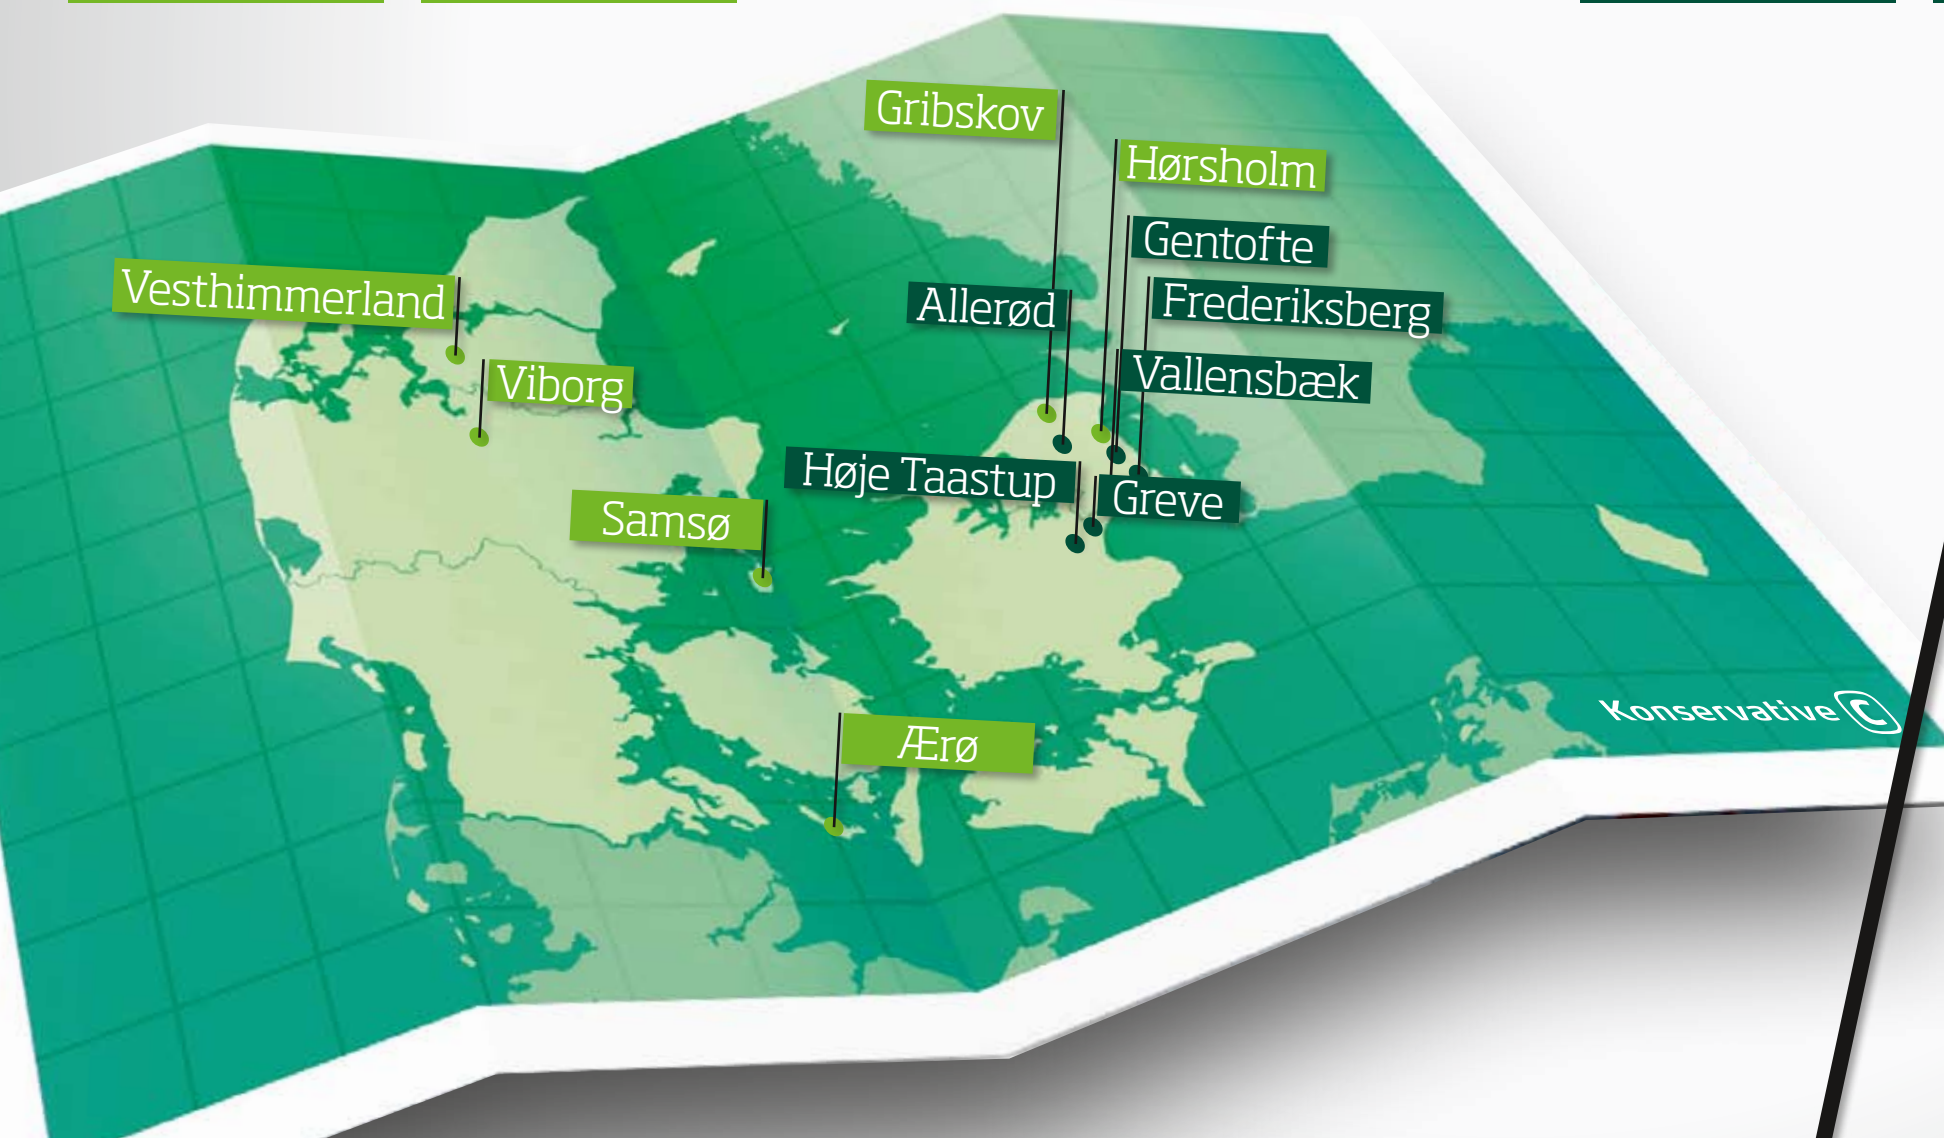 Gribskov
Hørsholm
Gentofte
Vesthimmerland
Allerød
Frederiksberg
Viborg
Vallensbæk
Høje Taastup
Greve
Samsø
Konservative C
Ærø